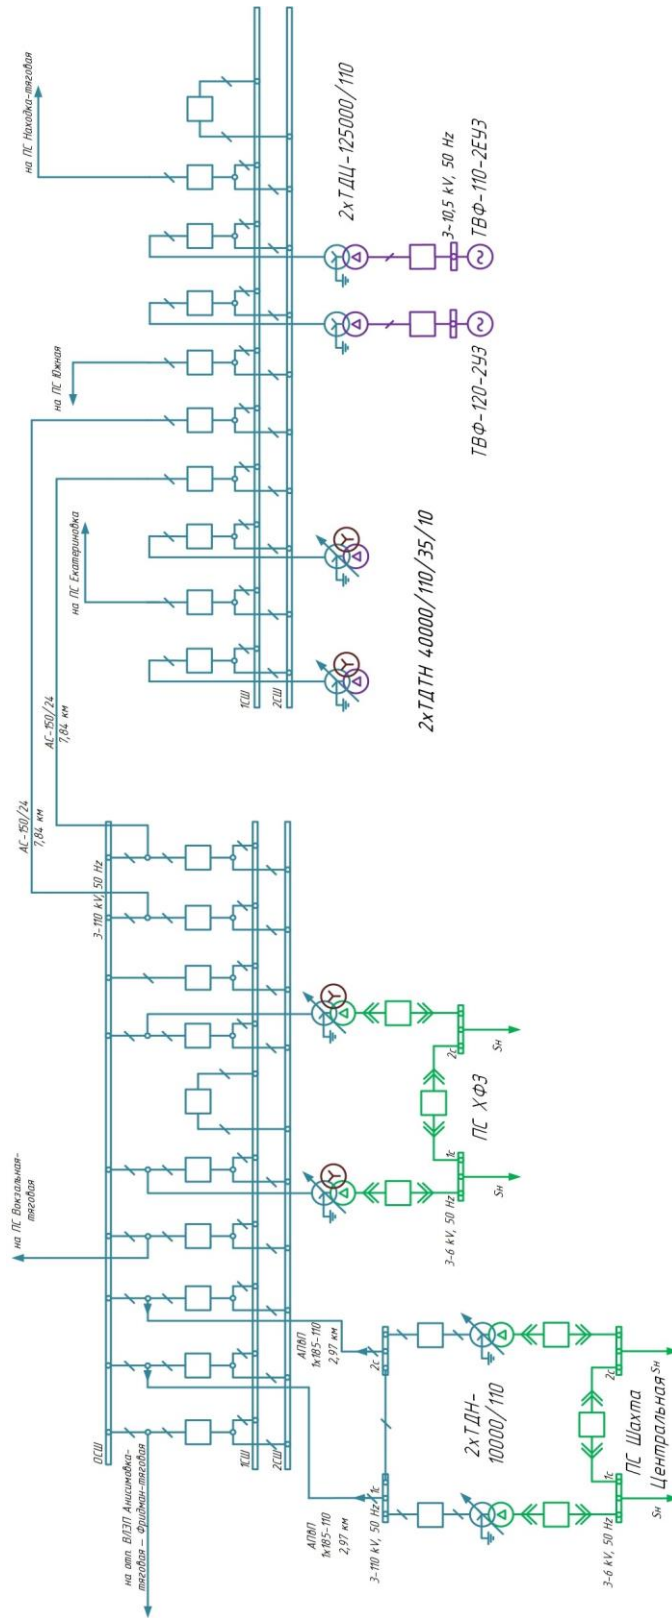 на отп. ВЛЭП Анисимовка-
тяговая – Фридман-тяговая
на ПС Вокзальная-
тяговая
ОСШ
3-110 kV, 50 Hz
АС-150/24
7,84 км
АС-150/24
7,84 км
1СШ
2СШ
АПвП
1х185-110
2,97 км
АПвП
1х185-110
2,97 км
3-110 kV, 50 Hz
1с
2с
2хТДН-
10000/110
3-6 kV, 50 Hz
1с
2с
Sн
Sн
ПС Шахта
Центральная
3-6 kV, 50 Hz
1с
2с
Sн
Sн
ПС ХФЗ
1СШ
2СШ
на ПС Екатериновка
на ПС Южная
на ПС Находка-тяговая
2хТДТН 40000/110/35/10
2хТДЦ-125000/110
3-10,5 kV, 50 Hz
ТВФ-120-2УЗ
ТВФ-110-2ЕУЗ